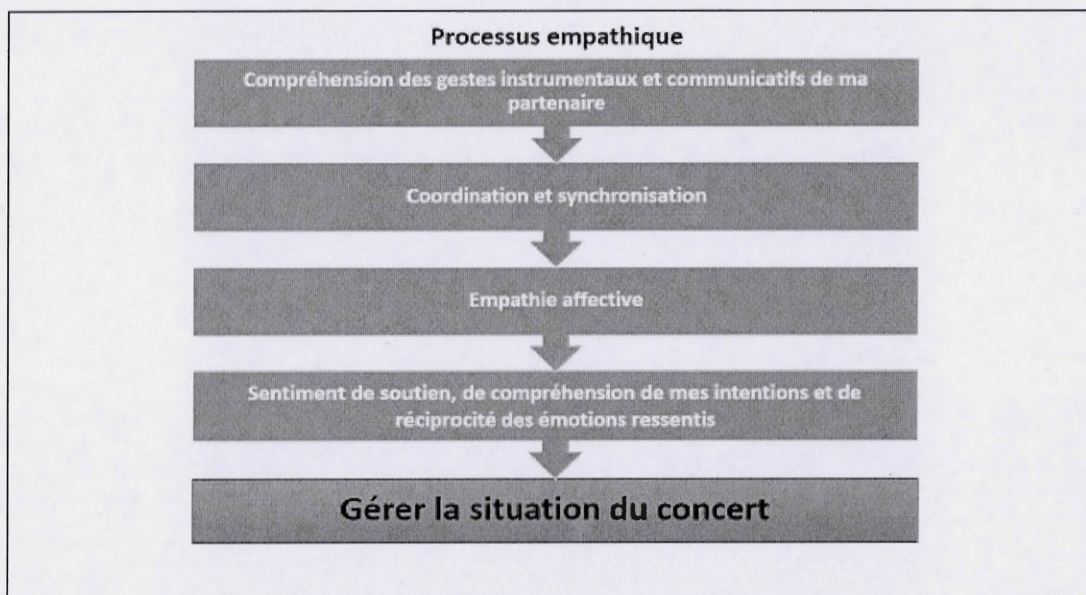 Processus empathique
Compréhension des gestes instrumentaux et communicatifs de ma
partenaire
Coordination et synchronisation
Empathie affective
Sentiment de soutien, de compréhension de mes intentions et de
réciprocité des émotions ressentis
Gérer la situation du concert